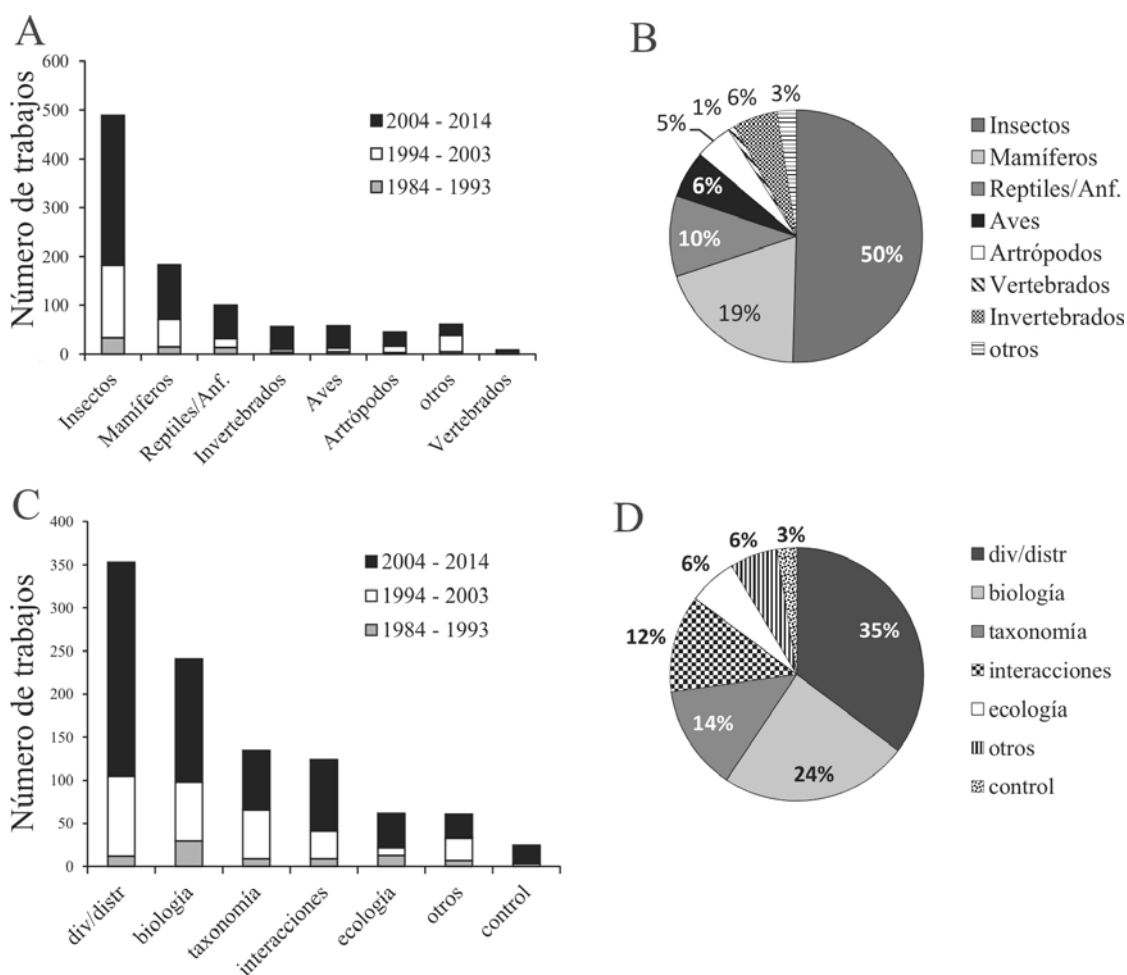 A
Número de trabajos
600
500
400
300
200
100
0
2004 - 2014
1994 - 2003
1984 - 1993
Insectos
Mamíferos
Reptiles/Anf.
Invertebrados
Aves
Artrópodos
otros
Vertebrados
B
50%
19%
10%
6%
5%
1%
6%
3%
Insectos
Mamíferos
Reptiles/Anf.
Aves
Artrópodos
Vertebrados
Invertebrados
otros
C
Número de trabajos
400
350
300
250
200
150
100
50
0
2004 - 2014
1994 - 2003
1984 - 1993
div/distr
biología
taxonomía
interacciones
ecología
otros
control
D
35%
24%
14%
12%
6%
6%
3%
div/distr
biología
taxonomía
interacciones
ecología
otros
control